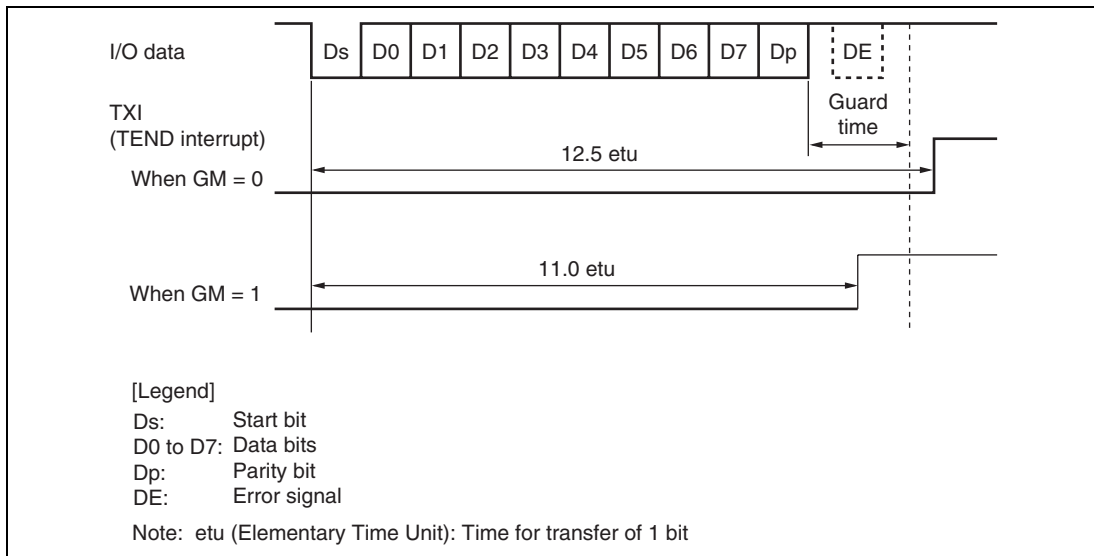 I/O data
Ds D0 D1 D2 D3 D4 D5 D6 D7 Dp DE
Guard
time
TXI
(TEND interrupt)
12.5 etu
When GM = 0
11.0 etu
When GM = 1
[Legend]
Ds: Start bit
D0 to D7: Data bits
Dp: Parity bit
DE: Error signal
Note: etu (Elementary Time Unit): Time for transfer of 1 bit